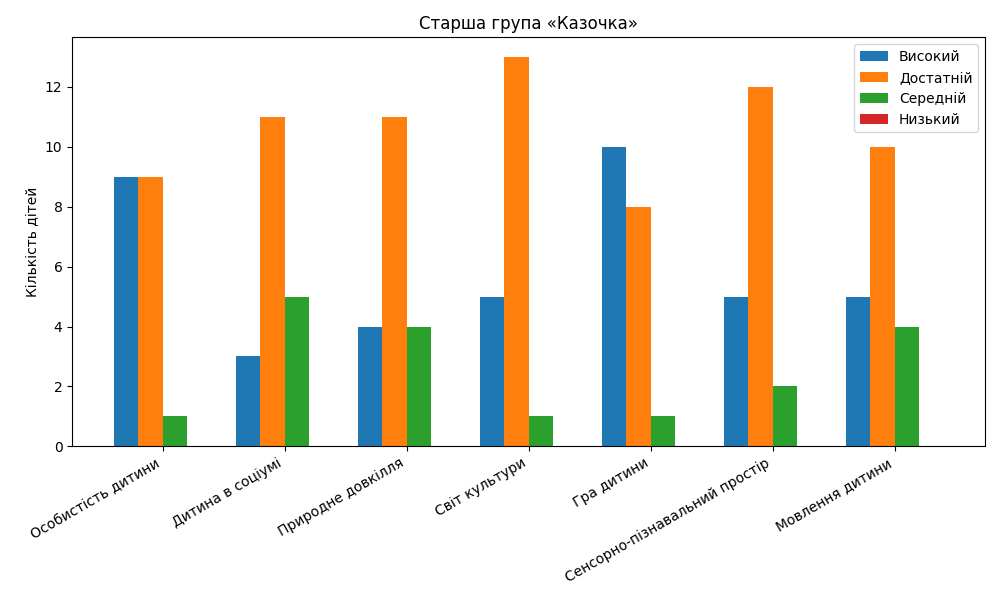 Старша група «Казочка»
Високий
Достатній
Середній
Низький
Кількість дітей
12
10
8
6
4
2
0
Особистість дитини
Дитина в соціумі
Природне довкілля
Світ культури
Гра дитини
Сенсорно-пізнавальний простір
Мовлення дитини